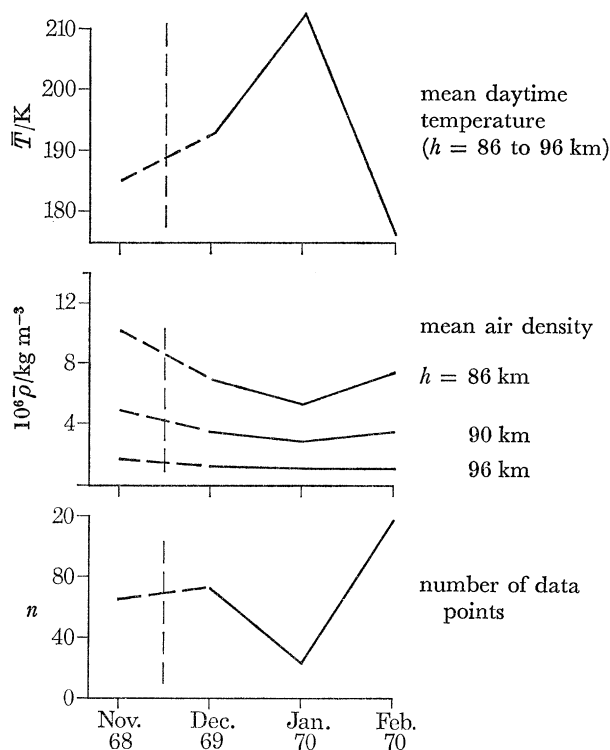 210
200
190
180
T̅/K
mean daytime
temperature
(h = 86 to 96 km)
12
8
4
10⁶ρ̅/kg m⁻³
mean air density
h = 86 km
90 km
96 km
20
80
40
0
n
number of data
points
Nov. Dec. Jan. Feb.
68 69 70 70